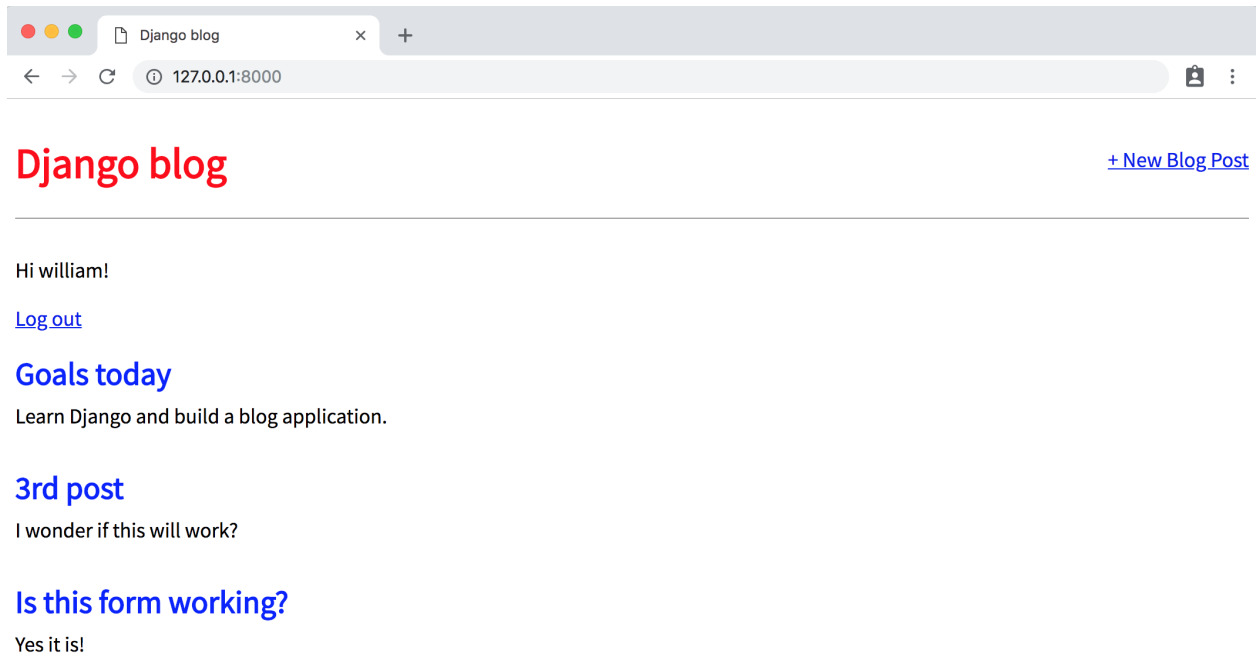 Django blog
127.0.0.1:8000
Django blog
+ New Blog Post
Hi william!
Log out
Goals today
Learn Django and build a blog application.
3rd post
I wonder if this will work?
Is this form working?
Yes it is!